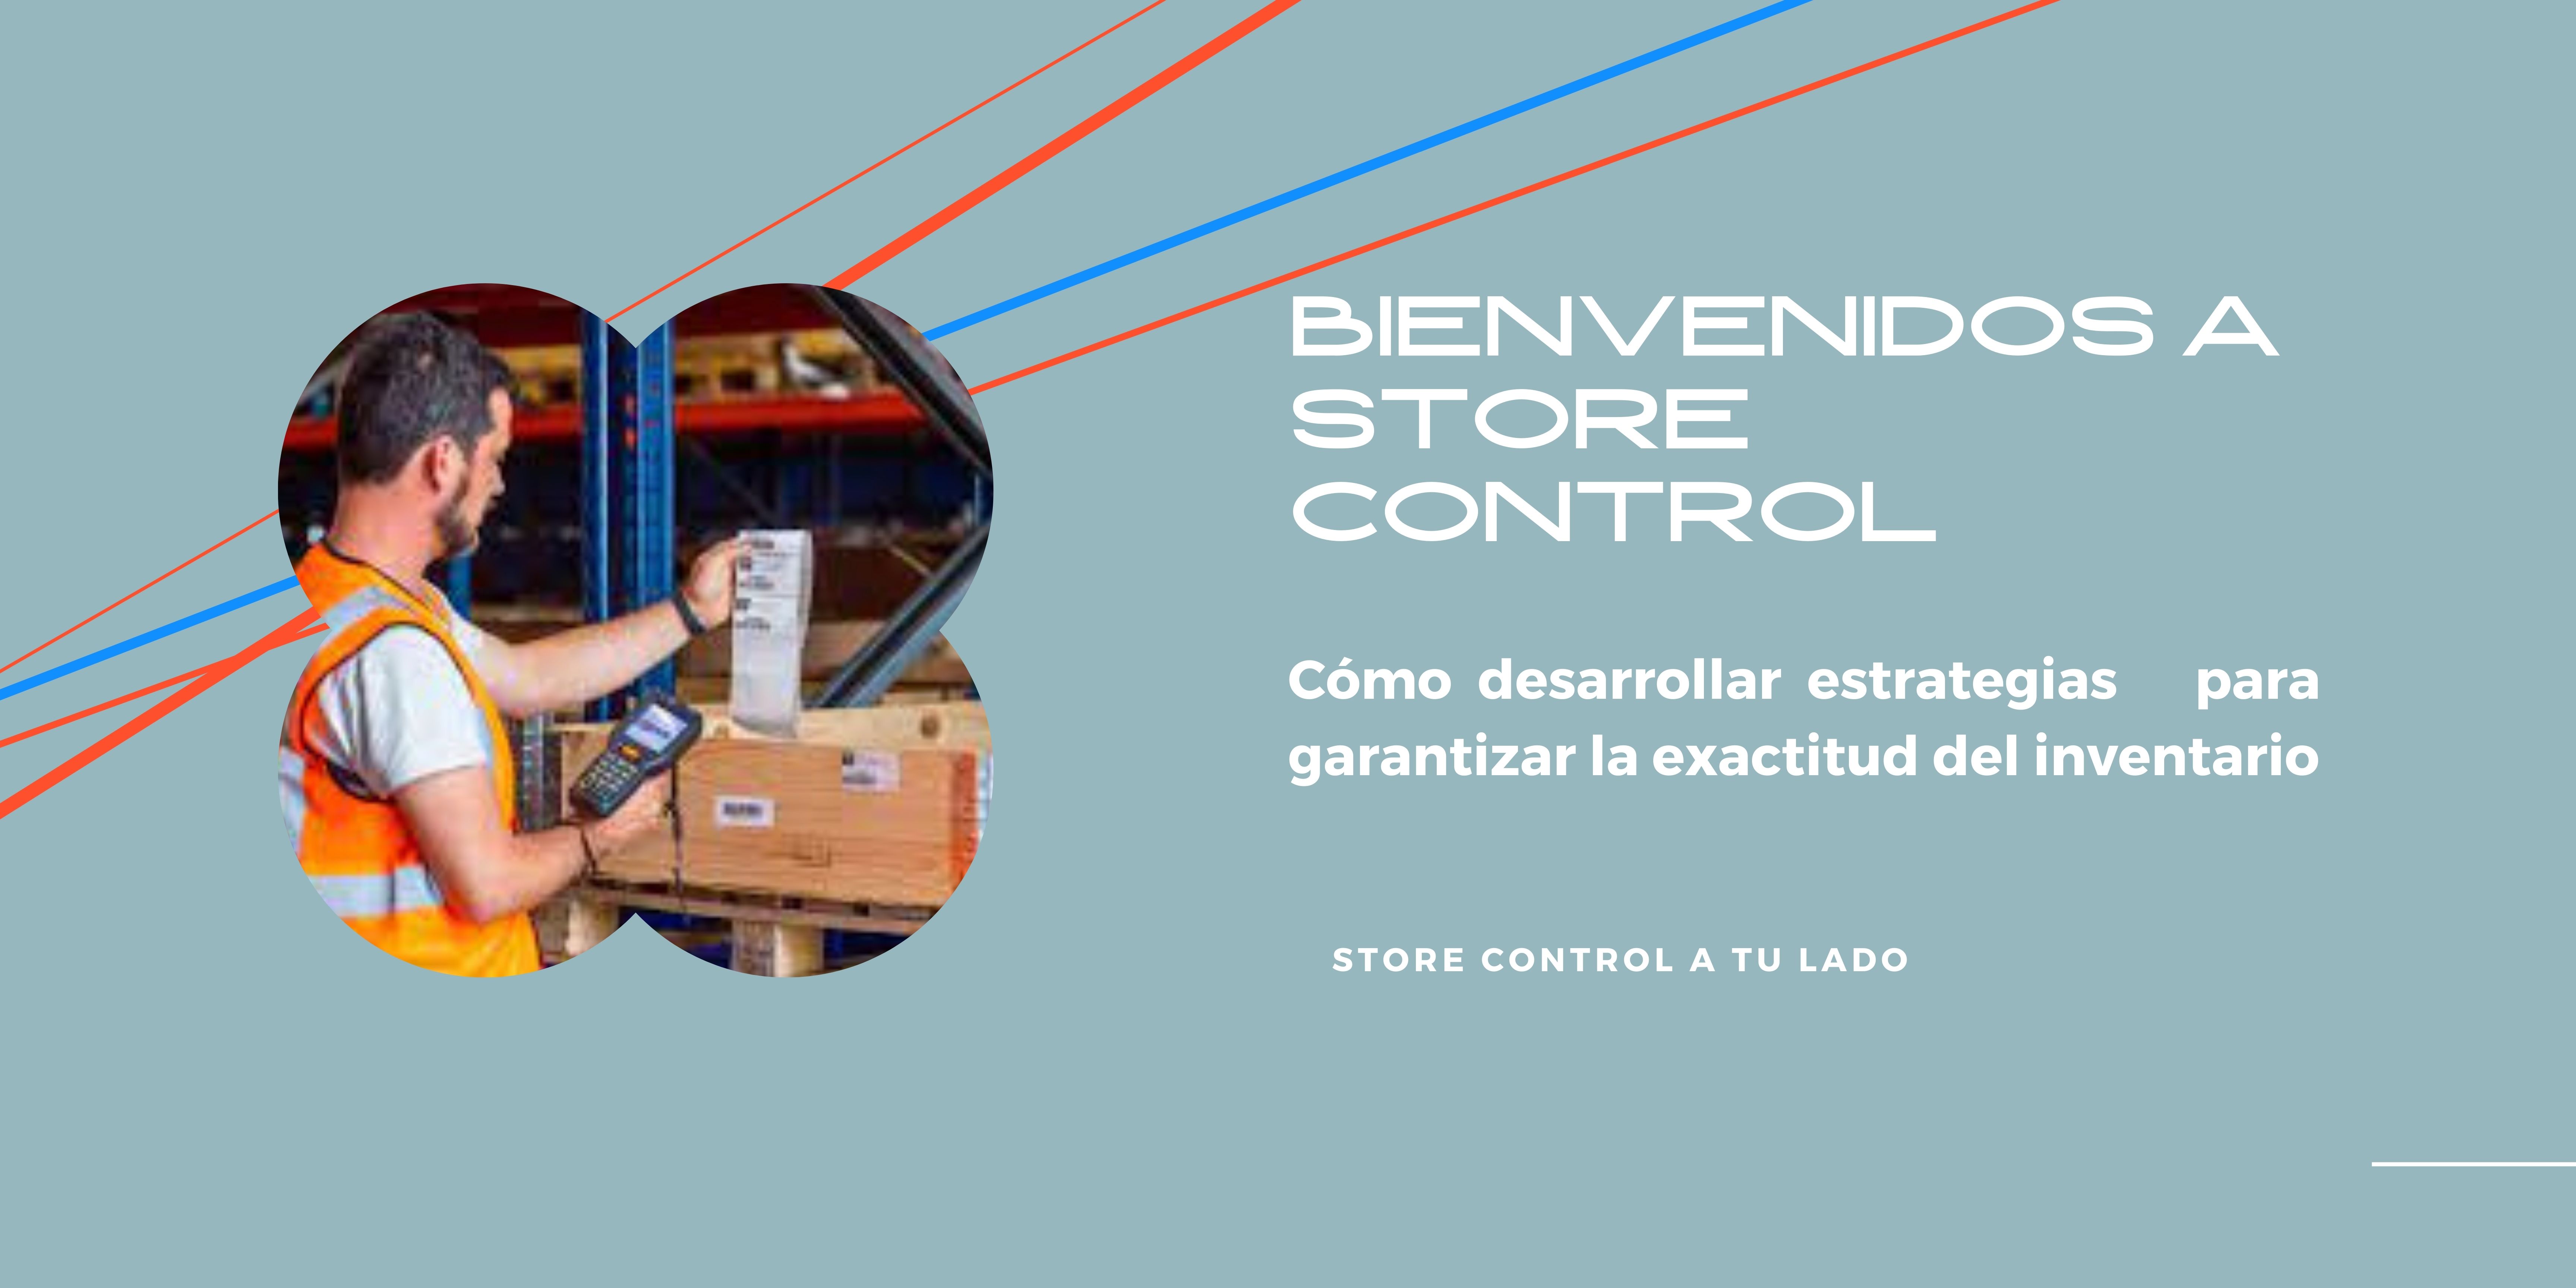 BIENVENIDOS A
STORE
CONTROL
Cómo desarrollar estrategias para
garantizar la exactitud del inventario
STORE CONTROL A TU LADO